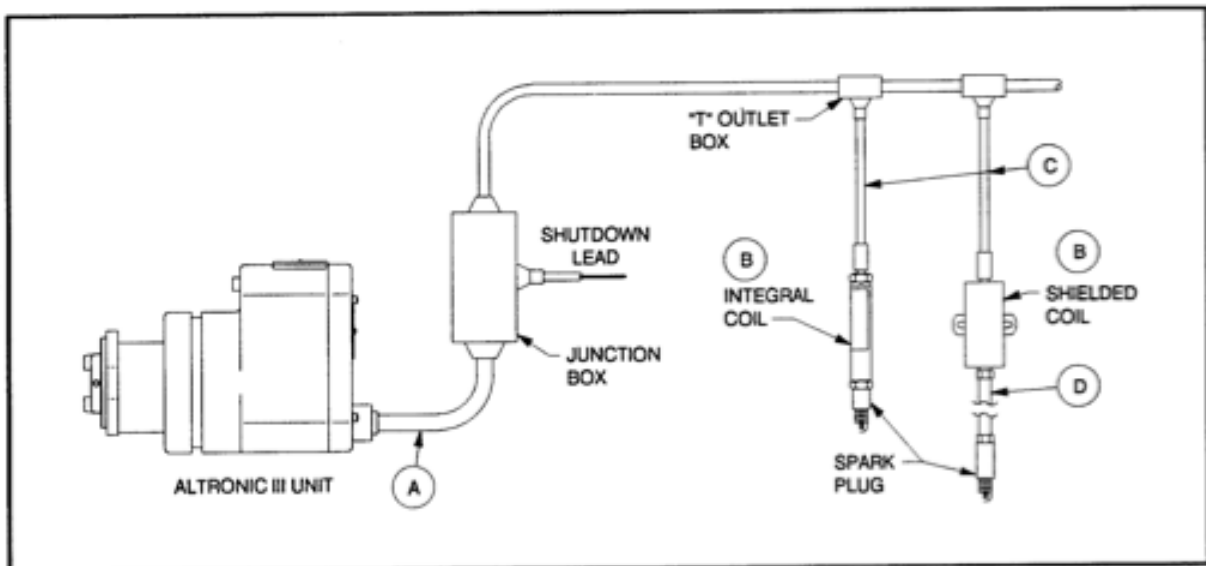 "T" OUTLET
BOX
C
SHUTDOWN
LEAD
B
INTEGRAL
COIL
B
SHIELDED
COIL
JUNCTION
BOX
D
ALTRONIC III UNIT
A
SPARK
PLUG